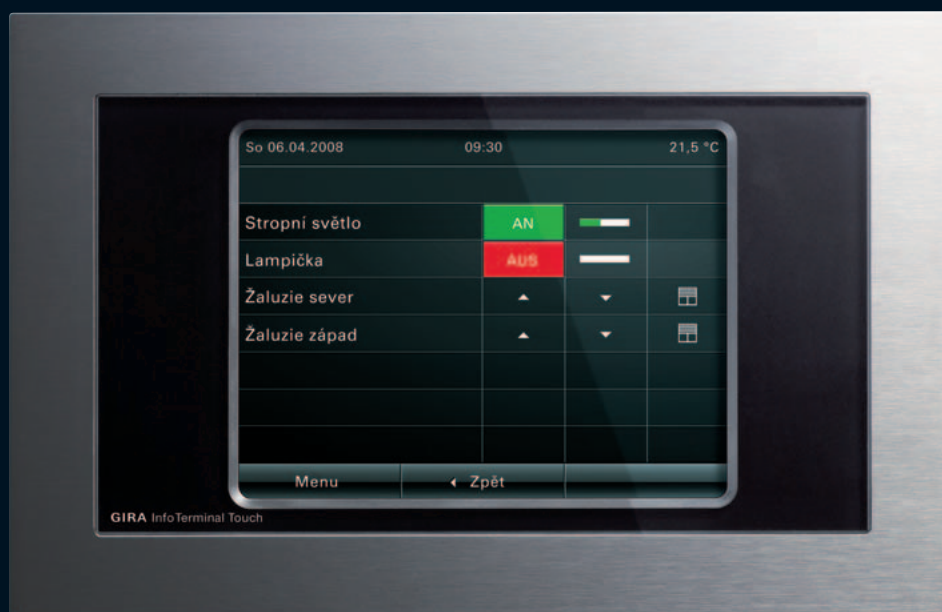 So 06.04.2008 09:30 21,5 °C
Stropní světlo AN
Lampička AUS
Žaluzie sever
Žaluzie západ
Menu Zpět
GIRA InfoTerminal Touch